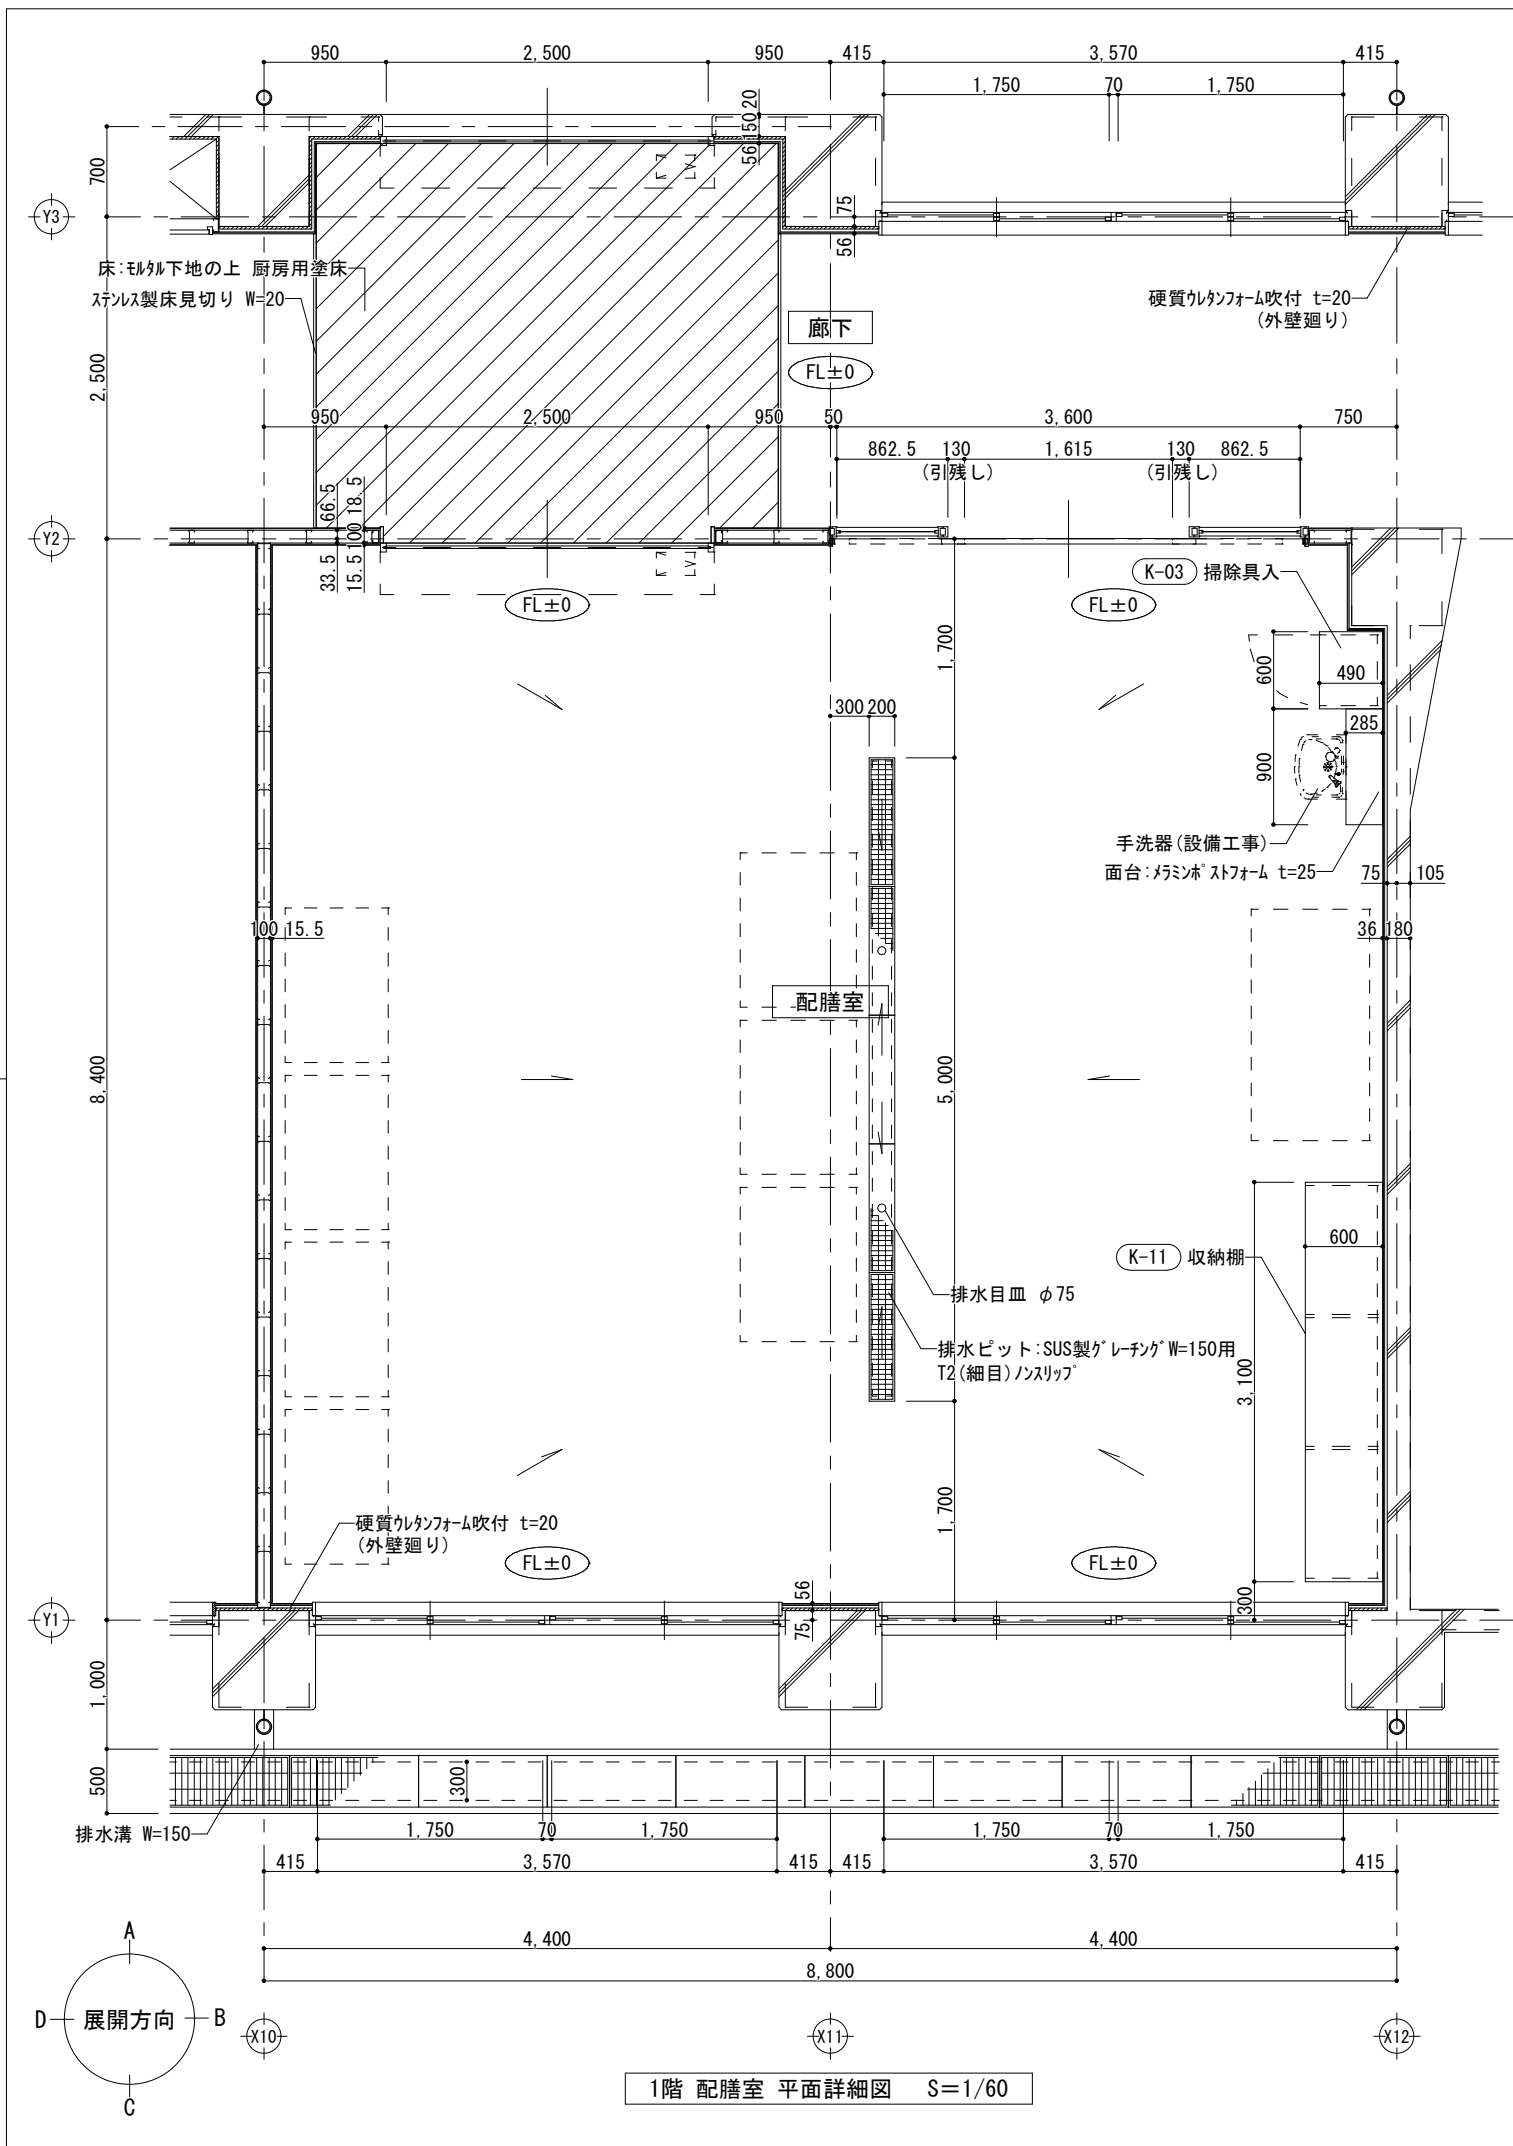 950
2,500
950
415
3,570
415
1,750
70
1,750
20
150
56
700
75
56
Y3
床:ﾓﾙﾀﾙ下地の上 厨房用塗床
ｽﾃﾝﾚｽ製床見切り W=20
硬質ｳﾚﾀﾝﾌｫｰﾑ吹付 t=20
(外壁廻り)
廊下
FL±0
2,500
950
2,500
950
50
3,600
750
862.5
130
1,615
130
862.5
(引残し)
(引残し)
66.5
18.5
100
33.5
15.5
Y2
K-03 掃除具入
FL±0
FL±0
1,700
600
490
300
200
285
900
手洗器(設備工事)
面台:ﾒﾗﾐﾝﾎﾟｽﾄﾌｫｰﾑ t=25
75
105
100
15.5
36
180
配膳室
8,400
5,000
K-11 収納棚
600
排水目皿 φ75
排水ピット:SUS製ｸﾞﾚｰﾁﾝｸﾞW=150用
T2(細目)ﾉﾝｽﾘｯﾌﾟ
3,100
1,700
硬質ｳﾚﾀﾝﾌｫｰﾑ吹付 t=20
(外壁廻り)
FL±0
FL±0
56
75
300
Y1
1,000
500
300
排水溝 W=150
1,750
70
1,750
1,750
70
1,750
415
3,570
415
415
3,570
415
4,400
4,400
8,800
A
D
展開方向
B
C
X10
X11
X12
1階 配膳室 平面詳細図 S=1/60